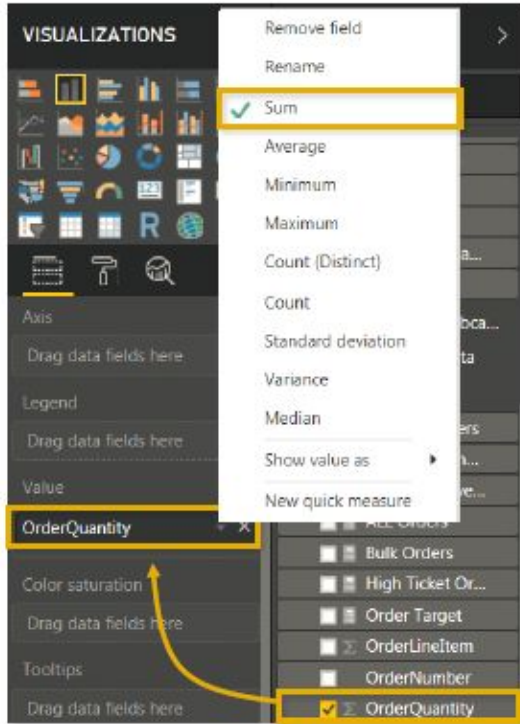 VISUALIZATIONS
R
Axis
Drag data fields here
Legend
Drag data fields here
Value
OrderQuantity
Color saturation
Drag data fields here
Tooltips
Drag data fields here
Remove field
Rename
Sum
Average
Minimum
Maximum
Count (Distinct)
Count
Standard deviation
Variance
Median
Show value as
New quick measure
Bulk Orders
High Ticket Or...
Order Target
OrderLineItem
OrderNumber
OrderQuantity